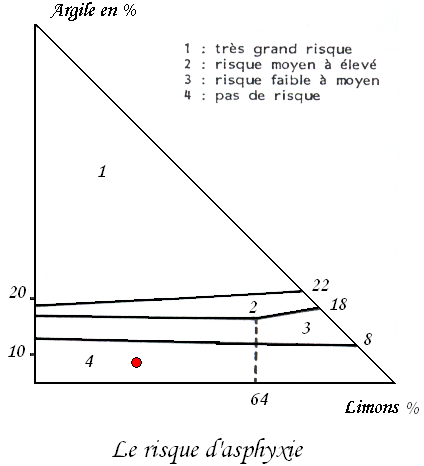 Argile en %
1 : très grand risque
2 : risque moyen à élevé
3 : risque faible à moyen
4 : pas de risque
1
20
22
2
18
3
8
10
4
64
Limons %
Le risque d'asphyxie